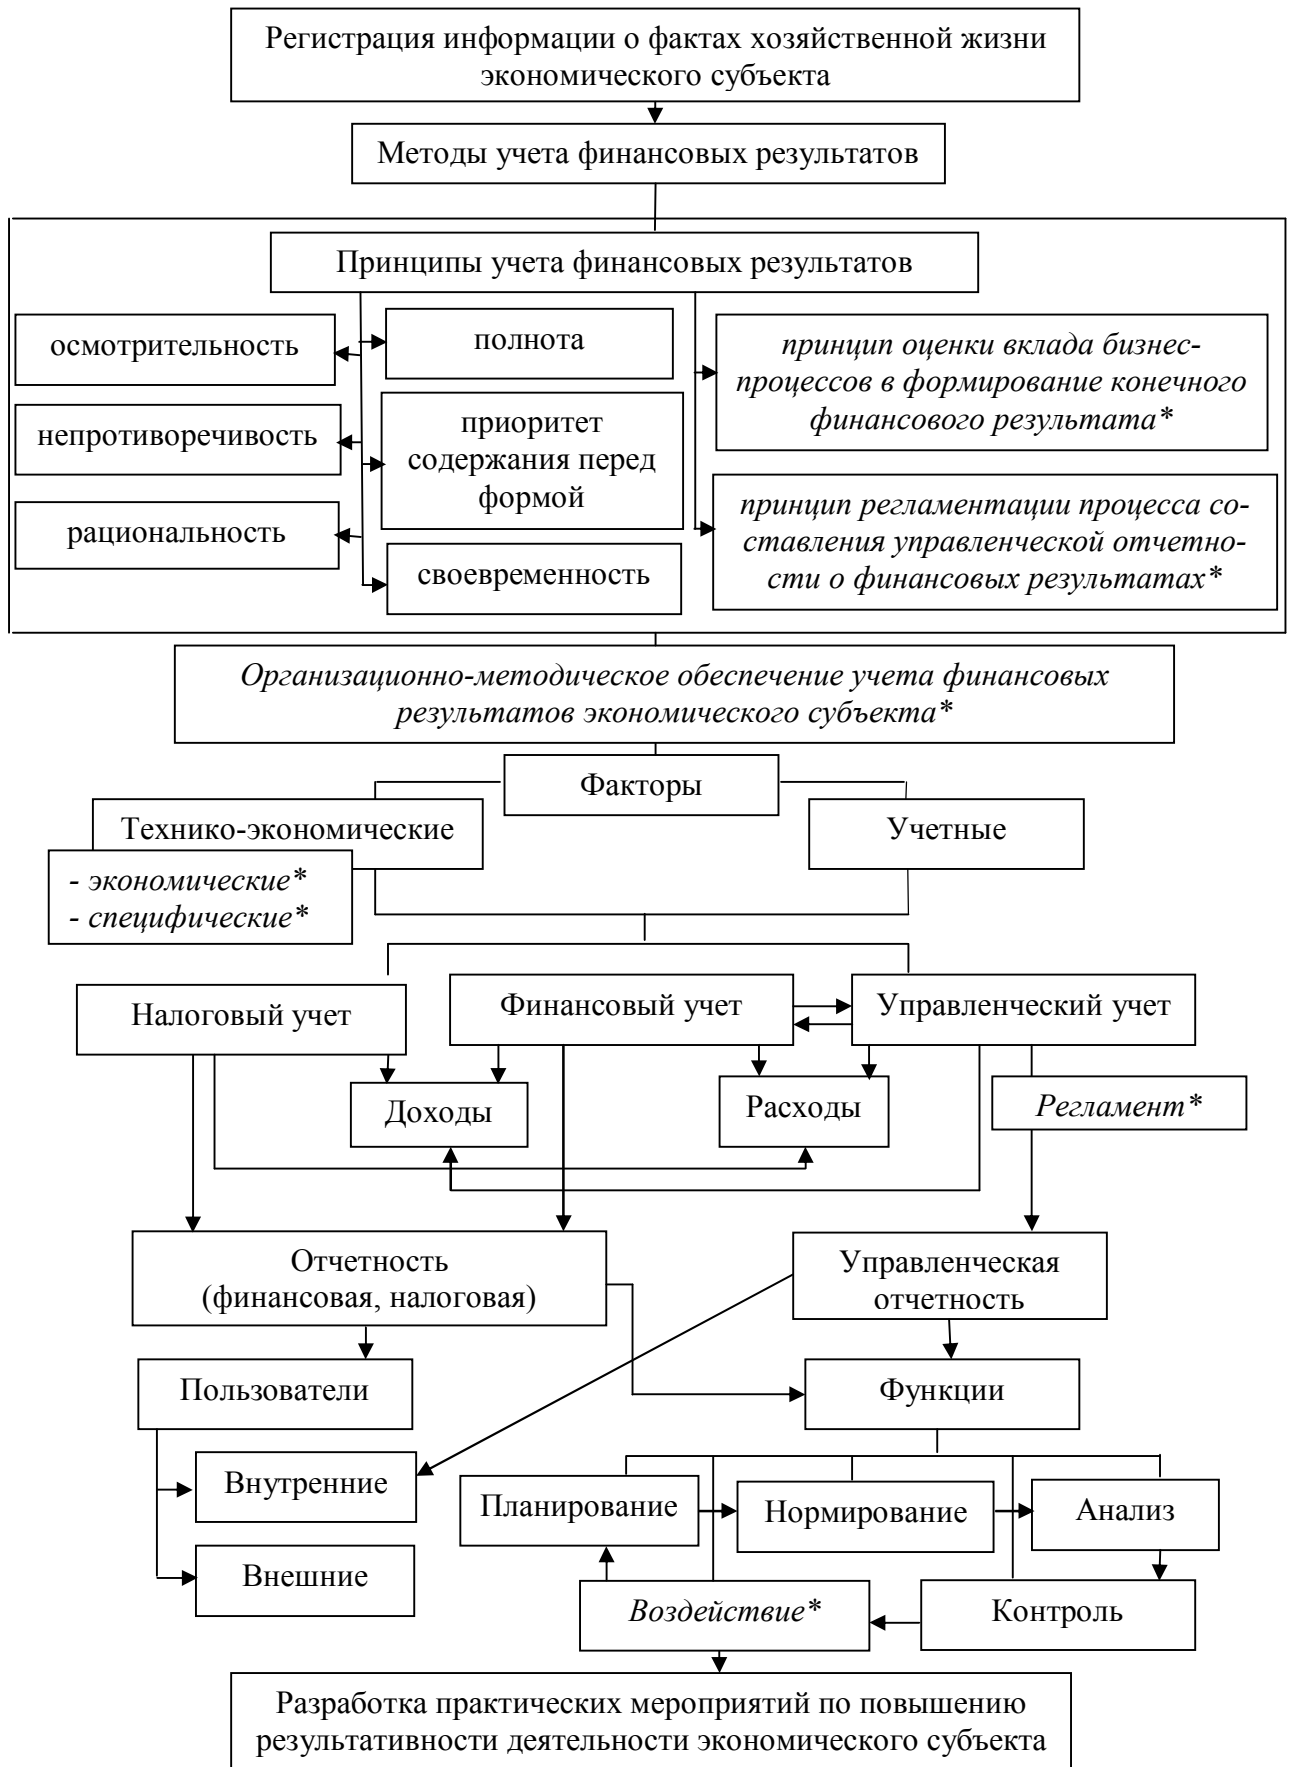 Регистрация информации о фактах хозяйственной жизни
экономического субъекта
Методы учета финансовых результатов
Принципы учета финансовых результатов
осмотрительность
полнота
принцип оценки вклада бизнес-
процессов в формирование конечного
финансового результата*
непротиворечивость
приоритет
содержания перед
формой
рациональность
принцип регламентации процесса со-
ставления управленческой отчетно-
сти о финансовых результатах*
своевременность
Организационно-методическое обеспечение учета финансовых
результатов экономического субъекта*
Факторы
Технико-экономические
Учетные
- экономические*
- специфические*
Налоговый учет
Финансовый учет
Управленческий учет
Доходы
Расходы
Регламент*
Отчетность
(финансовая, налоговая)
Управленческая
отчетность
Пользователи
Функции
Внутренние
Планирование
Нормирование
Анализ
Внешние
Воздействие*
Контроль
Разработка практических мероприятий по повышению
результативности деятельности экономического субъекта